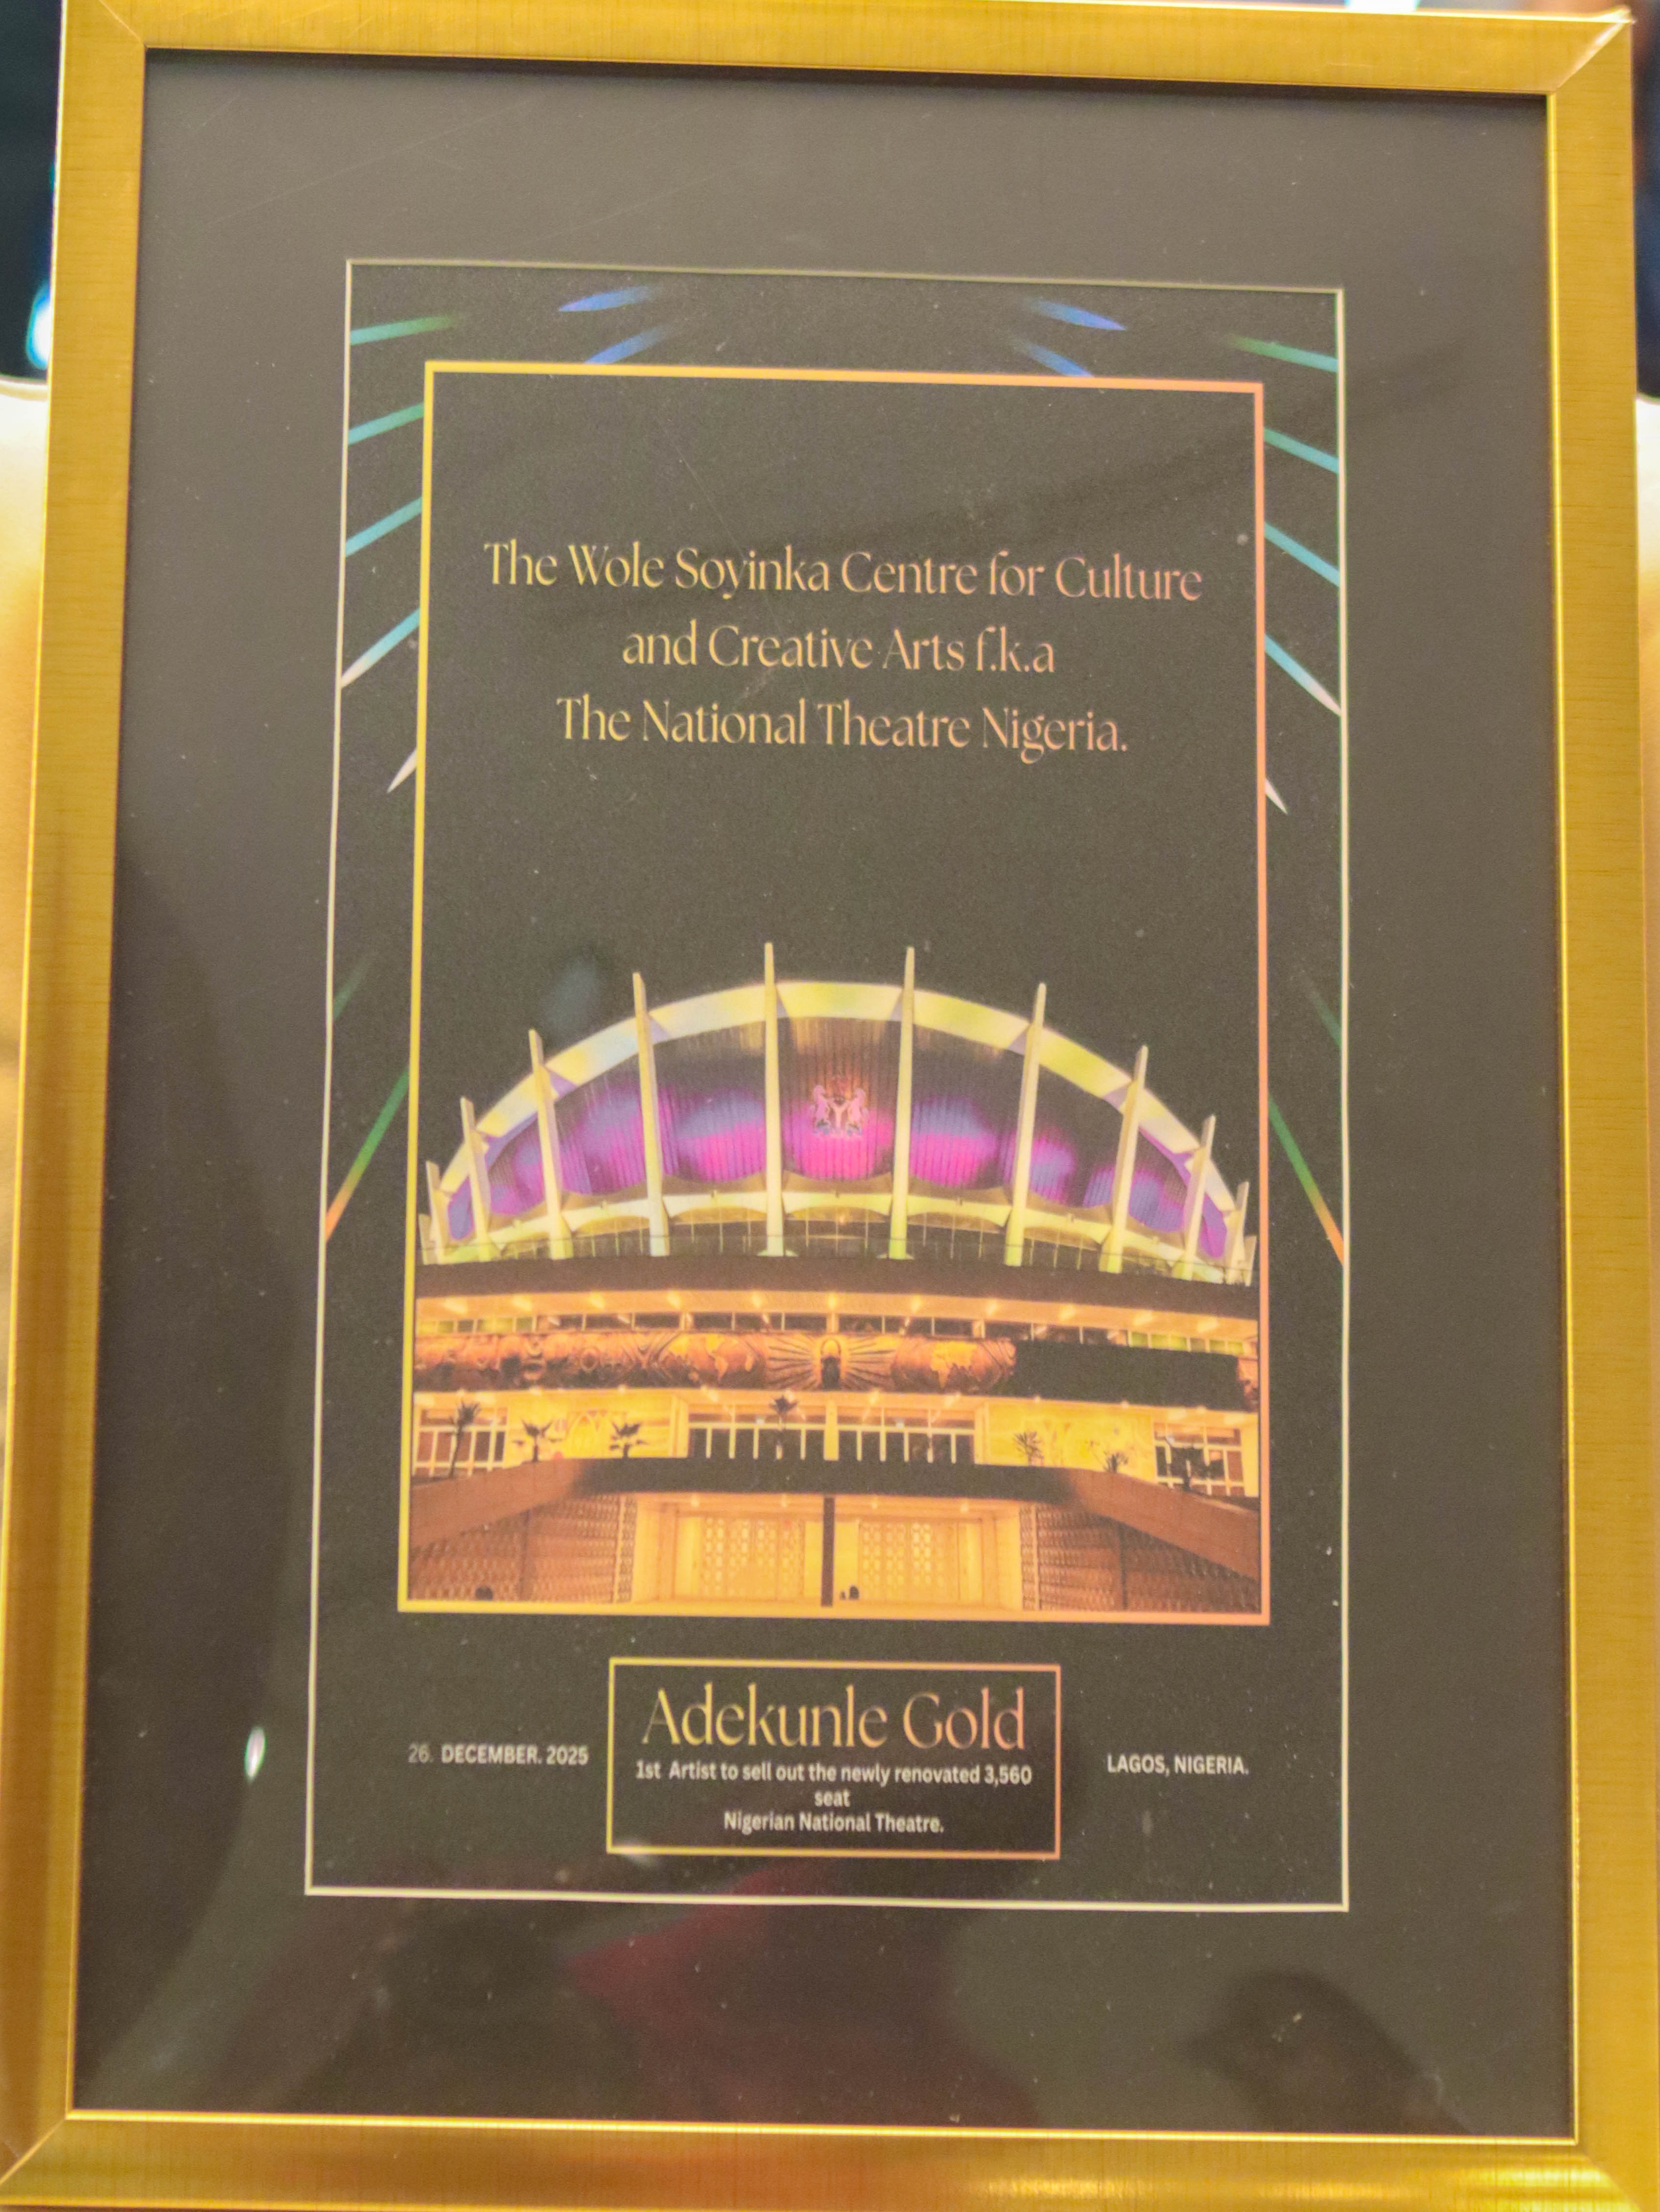 The Wole Soyinka Centre for Culture
and Creative Arts f.k.a
The National Theatre Nigeria.
Adekunle Gold
1st Artist to sell out the newly renovated 3,560
seat
Nigerian National Theatre.
26. DECEMBER. 2025
LAGOS, NIGERIA.